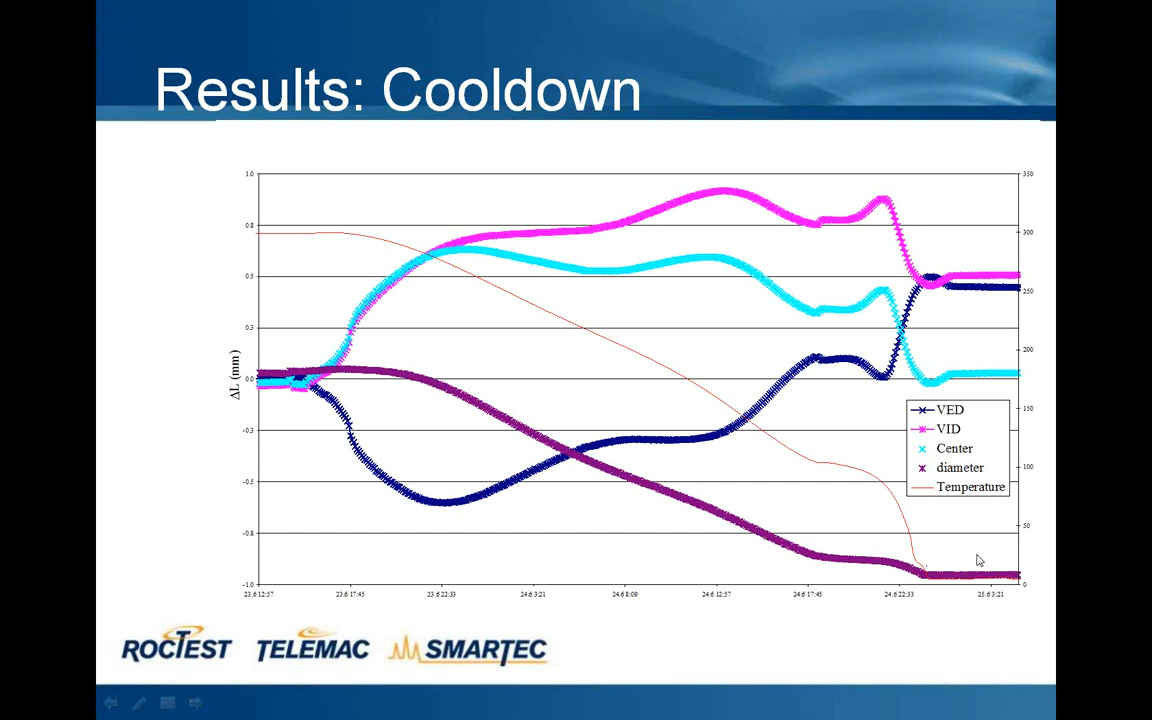 Results: Cooldown
1.0
0.8
0.5
0.3
0.0
-0.3
-0.5
-0.8
-1.0
ΔL (mm)
350
300
250
200
150
100
50
0
VED
VID
Center
diameter
Temperature
23.6 12:57
23.6 17:45
23.6 22:33
24.6 3:21
24.6 8:09
24.6 12:57
24.6 17:45
24.6 22:33
25.6 3:21
ROCTEST
TELEMAC
SMARTEC